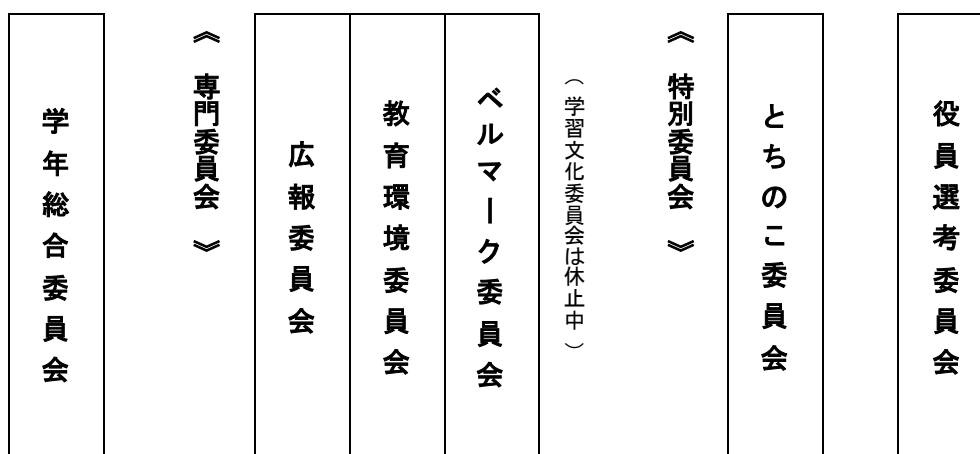 学年総合委員会
《 専門委員会 》
広報委員会
教育環境委員会
ベルマーク委員会
（学習文化委員会は休止中）
《 特別委員会 》
とちのこ委員会
役員選考委員会